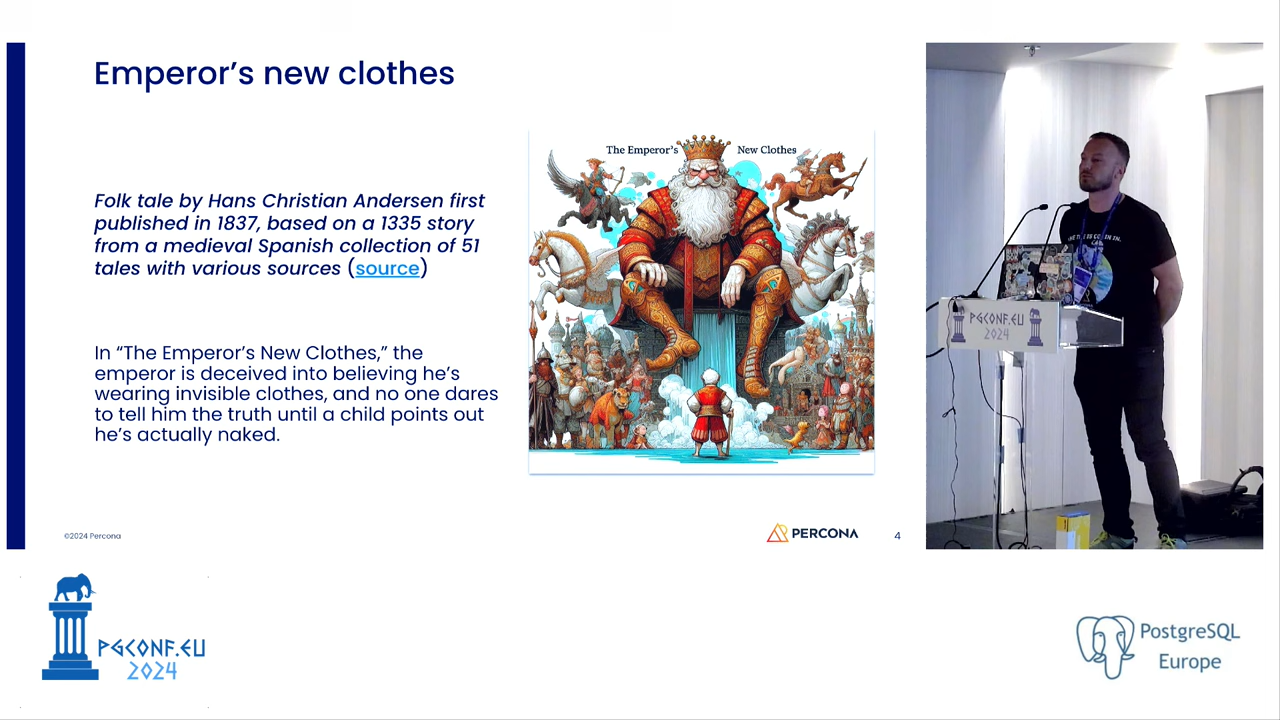 Emperor's new clothes
Folk tale by Hans Christian Andersen first
published in 1837, based on a 1335 story
from a medieval Spanish collection of 51
tales with various sources (source)
In “The Emperor's New Clothes,” the
emperor is deceived into believing he's
wearing invisible clothes, and no one dares
to tell him the truth until a child points out
he's actually naked.
The Emperor's New Clothes
©2024 Percona
PERCONA
4
PGCONF.EU
2024
PGCONF.EU
2024
PostgreSQL
Europe